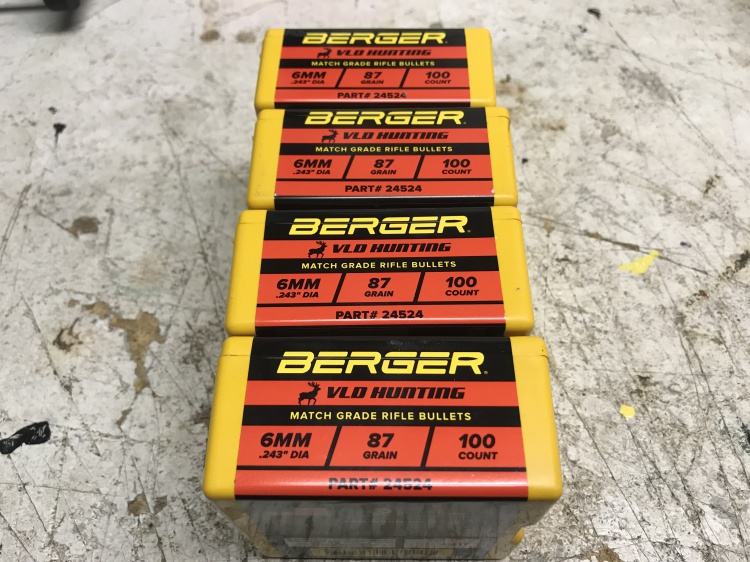 BERGER
VLD HUNTING
MATCH GRADE RIFLE BULLETS
6MM 87 100
.243" DIA GRAIN COUNT
PART# 24524
BERGER
VLD HUNTING
MATCH GRADE RIFLE BULLETS
6MM 87 100
.243" DIA GRAIN COUNT
PART# 24524
BERGER
VLD HUNTING
MATCH GRADE RIFLE BULLETS
6MM 87 100
.243" DIA GRAIN COUNT
PART# 24524
BERGER
VLD HUNTING
MATCH GRADE RIFLE BULLETS
6MM 87 100
.243" DIA GRAIN COUNT
PART# 24524